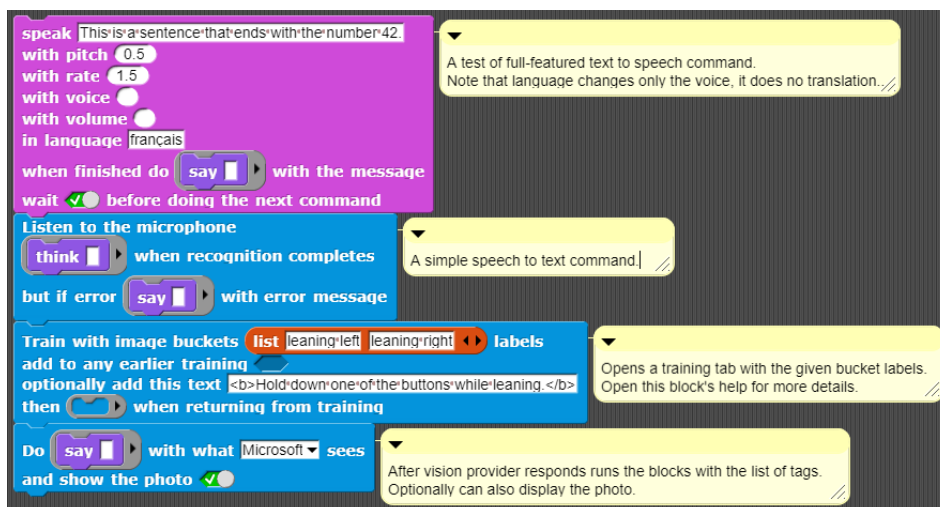 speak This is a sentence that ends with the number 42.
with pitch 0.5
with rate 1.5
with voice
with volume
in language français
when finished do say with the message
wait before doing the next command
A test of full-featured text to speech command.
Note that language changes only the voice, it does no translation.
Listen to the microphone
think when recognition completes
but if error say with error message
A simple speech to text command.
Train with image buckets list leaning left leaning right labels
add to any earlier training
optionally add this text <b>Hold down one of the buttons while leaning.</b>
then when returning from training
Opens a training tab with the given bucket labels.
Open this block's help for more details.
Do say with what Microsoft sees
and show the photo
After vision provider responds runs the blocks with the list of tags.
Optionally can also display the photo.